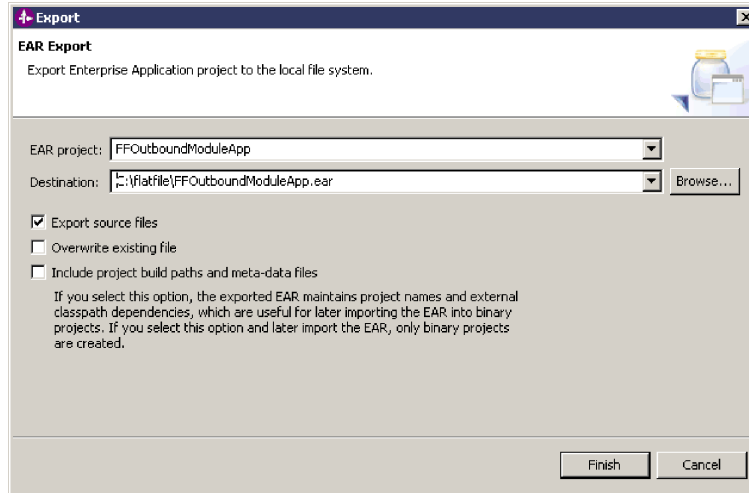 Export
EAR Export
Export Enterprise Application project to the local file system.
EAR project: FFOutboundModuleApp
Destination: C:\flatfile\FFOutboundModuleApp.ear Browse...
Export source files
Overwrite existing file
Include project build paths and meta-data files
If you select this option, the exported EAR maintains project names and external
classpath dependencies, which are useful for later importing the EAR into binary
projects. If you select this option and later import the EAR, only binary projects
are created.
Finish Cancel